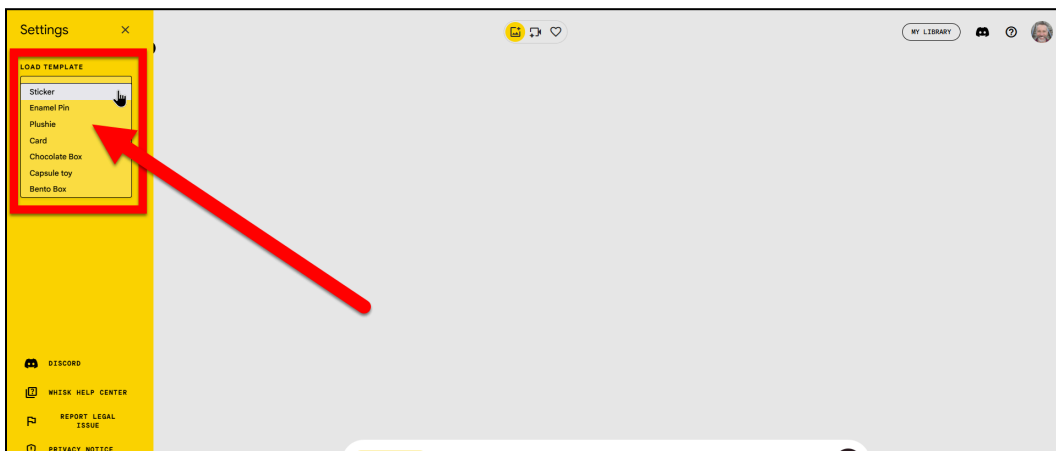 Settings
MY LIBRARY
LOAD TEMPLATE
Sticker
Enamel Pin
Plushie
Card
Chocolate Box
Capsule toy
Bento Box
DISCORD
WHISK HELP CENTER
REPORT LEGAL
ISSUE
PRIVACY NOTICE